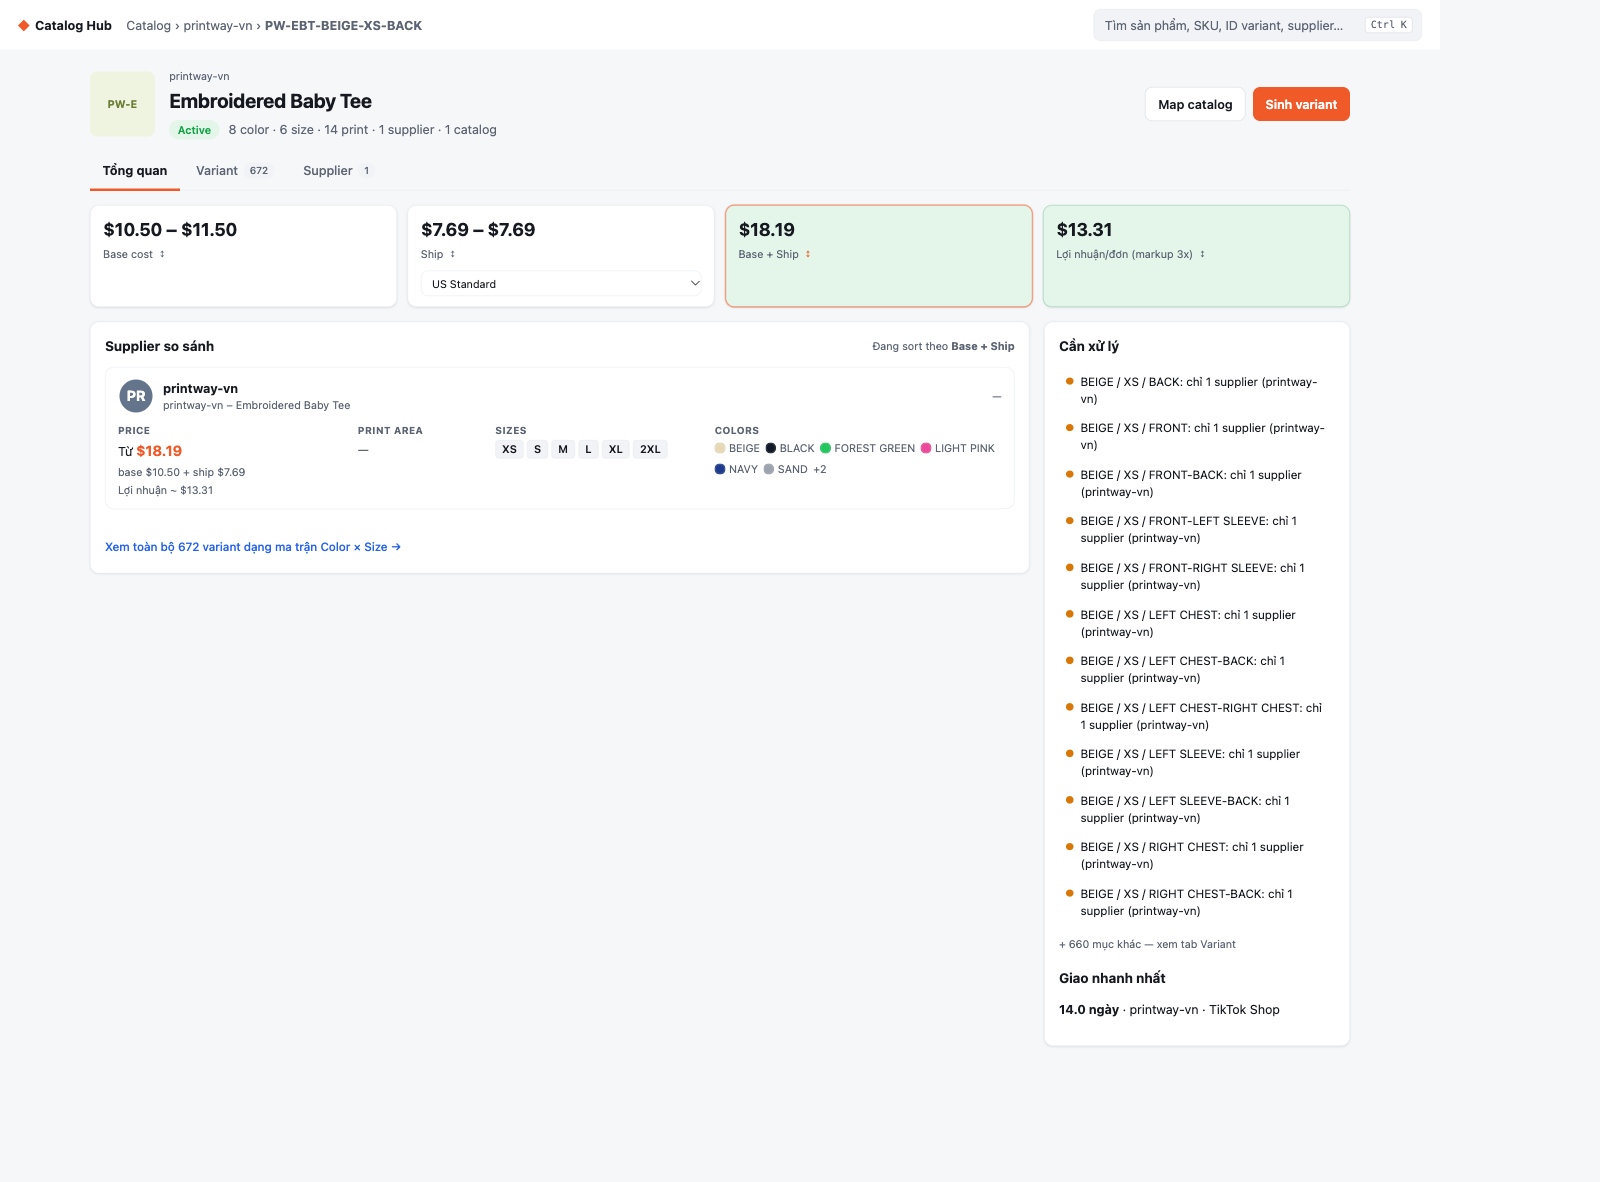 Catalog Hub
Catalog › printway-vn › PW-EBT-BEIGE-XS-BACK
Tìm sản phẩm, SKU, ID variant, supplier...
Ctrl K
PW-E
printway-vn
Embroidered Baby Tee
Active
8 color · 6 size · 14 print · 1 supplier · 1 catalog
Map catalog
Sinh variant
Tổng quan
Variant 672
Supplier 1
$10.50 – $11.50
Base cost ↕
$7.69 – $7.69
Ship ↕
US Standard
$18.19
Base + Ship ↕
$13.31
Lợi nhuận/đơn (markup 3x) ↕
Supplier so sánh
Đang sort theo Base + Ship
PR
printway-vn
printway-vn – Embroidered Baby Tee
—
PRICE
Từ $18.19
base $10.50 + ship $7.69
Lợi nhuận ~ $13.31
PRINT AREA
—
SIZES
XS S M L XL 2XL
COLORS
BEIGE BLACK FOREST GREEN LIGHT PINK
NAVY SAND +2
Xem toàn bộ 672 variant dạng ma trận Color × Size →
Cần xử lý
BEIGE / XS / BACK: chỉ 1 supplier (printway-
vn)
BEIGE / XS / FRONT: chỉ 1 supplier (printway-
vn)
BEIGE / XS / FRONT-BACK: chỉ 1 supplier
(printway-vn)
BEIGE / XS / FRONT-LEFT SLEEVE: chỉ 1
supplier (printway-vn)
BEIGE / XS / FRONT-RIGHT SLEEVE: chỉ 1
supplier (printway-vn)
BEIGE / XS / LEFT CHEST: chỉ 1 supplier
(printway-vn)
BEIGE / XS / LEFT CHEST-BACK: chỉ 1
supplier (printway-vn)
BEIGE / XS / LEFT CHEST-RIGHT CHEST: chỉ
1 supplier (printway-vn)
BEIGE / XS / LEFT SLEEVE: chỉ 1 supplier
(printway-vn)
BEIGE / XS / LEFT SLEEVE-BACK: chỉ 1
supplier (printway-vn)
BEIGE / XS / RIGHT CHEST: chỉ 1 supplier
(printway-vn)
BEIGE / XS / RIGHT CHEST-BACK: chỉ 1
supplier (printway-vn)
+ 660 mục khác — xem tab Variant
Giao nhanh nhất
14.0 ngày · printway-vn · TikTok Shop